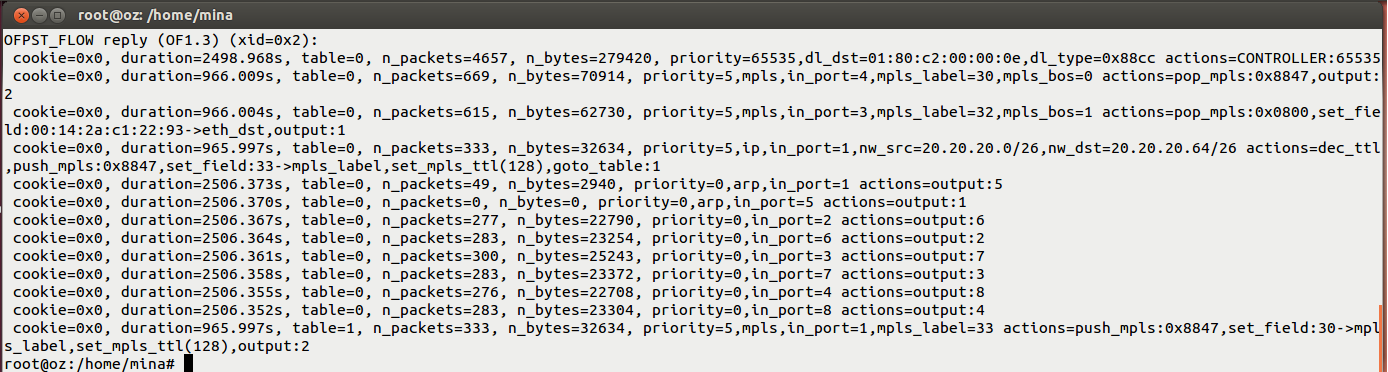 root@oz: /home/mina
OFPST_FLOW reply (OF1.3) (xid=0x2):
 cookie=0x0, duration=2498.968s, table=0, n_packets=4657, n_bytes=279420, priority=65535,dl_dst=01:80:c2:00:00:0e,dl_type=0x88cc actions=CONTROLLER:65535
 cookie=0x0, duration=966.009s, table=0, n_packets=669, n_bytes=70914, priority=5,mpls,in_port=4,mpls_label=30,mpls_bos=0 actions=pop_mpls:0x8847,output:
2
 cookie=0x0, duration=966.004s, table=0, n_packets=615, n_bytes=62730, priority=5,mpls,in_port=3,mpls_label=32,mpls_bos=1 actions=pop_mpls:0x0800,set_fie
ld:00:14:2a:c1:22:93->eth_dst,output:1
 cookie=0x0, duration=965.997s, table=0, n_packets=333, n_bytes=32634, priority=5,ip,in_port=1,nw_src=20.20.20.0/26,nw_dst=20.20.20.64/26 actions=dec_ttl
,push_mpls:0x8847,set_field:33->mpls_label,set_mpls_ttl(128),goto_table:1
 cookie=0x0, duration=2506.373s, table=0, n_packets=49, n_bytes=2940, priority=0,arp,in_port=1 actions=output:5
 cookie=0x0, duration=2506.370s, table=0, n_packets=0, n_bytes=0, priority=0,arp,in_port=5 actions=output:1
 cookie=0x0, duration=2506.367s, table=0, n_packets=277, n_bytes=22790, priority=0,in_port=2 actions=output:6
 cookie=0x0, duration=2506.364s, table=0, n_packets=283, n_bytes=23254, priority=0,in_port=6 actions=output:2
 cookie=0x0, duration=2506.361s, table=0, n_packets=300, n_bytes=25243, priority=0,in_port=3 actions=output:7
 cookie=0x0, duration=2506.358s, table=0, n_packets=283, n_bytes=23372, priority=0,in_port=7 actions=output:3
 cookie=0x0, duration=2506.355s, table=0, n_packets=276, n_bytes=22708, priority=0,in_port=4 actions=output:8
 cookie=0x0, duration=2506.352s, table=0, n_packets=283, n_bytes=23304, priority=0,in_port=8 actions=output:4
 cookie=0x0, duration=965.997s, table=1, n_packets=333, n_bytes=32634, priority=5,mpls,in_port=1,mpls_label=33 actions=push_mpls:0x8847,set_field:30->mpl
s_label,set_mpls_ttl(128),output:2
root@oz:/home/mina#